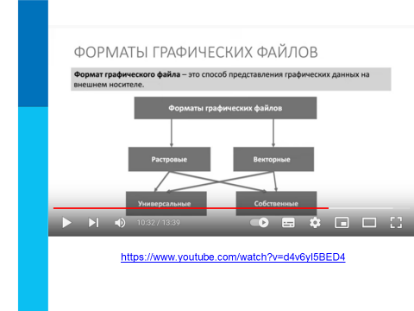 ФОРМАТЫ ГРАФИЧЕСКИХ ФАЙЛОВ
Формат графического файла – это способ представления графических данных на
внешнем носителе.
Форматы графических файлов
Растровые
Векторные
Универсальные
Собственные
10:37 / 13:39
https://www.youtube.com/watch?v=d4v6yI5BED4